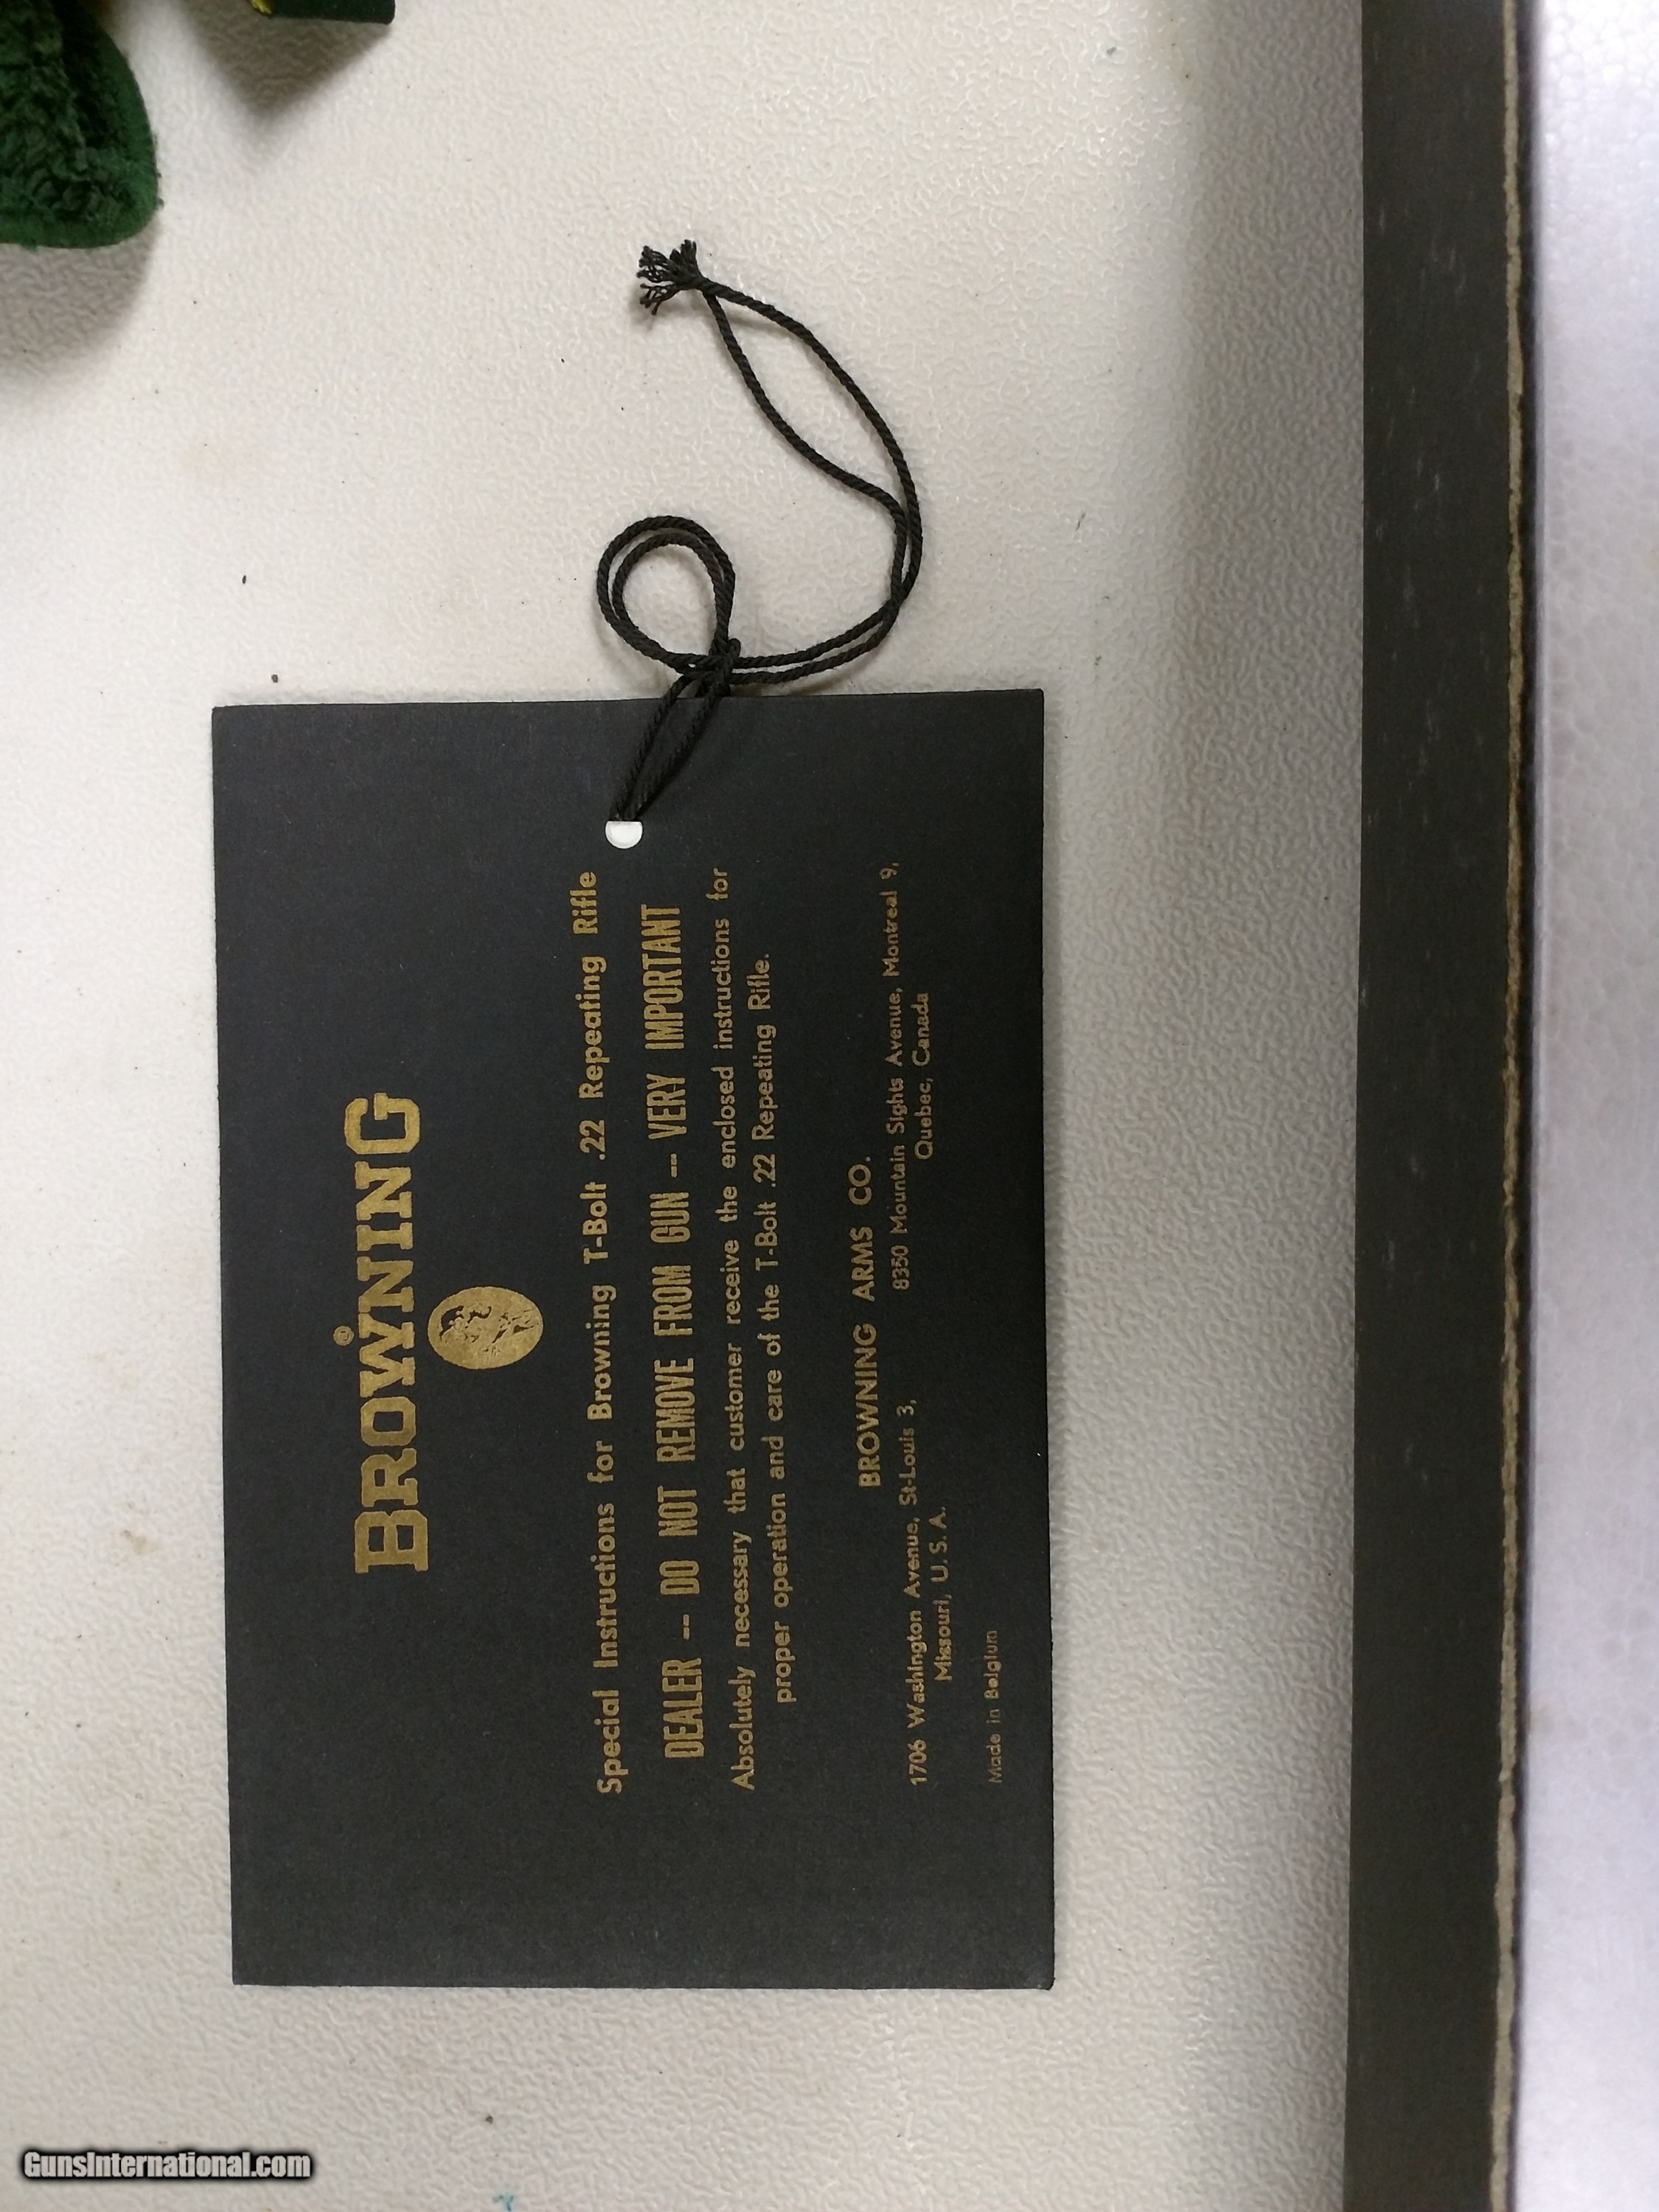 BROWNING
®
Special Instructions for Browning T-Bolt .22 Repeating Rifle
DEALER -- DO NOT REMOVE FROM GUN -- VERY IMPORTANT
Absolutely necessary that customer receive the enclosed instructions for
proper operation and care of the T-Bolt .22 Repeating Rifle.
BROWNING ARMS CO.
1706 Washington Avenue, St-Louis 3,
Missouri, U. S. A.
8350 Mountain Sights Avenue, Montreal 9,
Quebec, Canada
Made in Belgium
GunsInternational.com